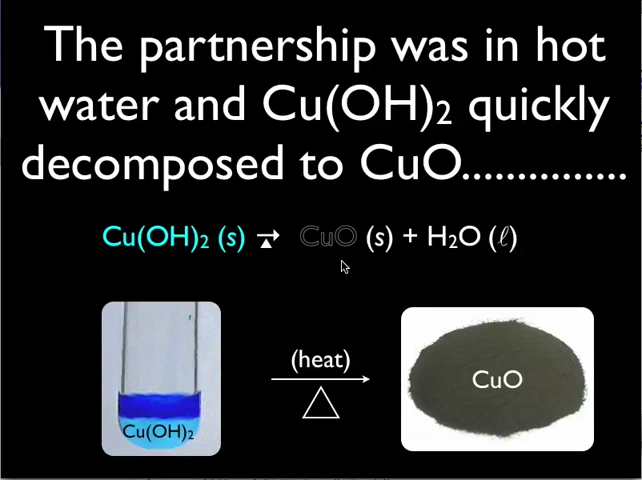 The partnership was in hot
water and Cu(OH)₂ quickly
decomposed to CuO...............
Cu(OH)₂ (s) → CuO (s) + H₂O (ℓ)
(heat)
Cu(OH)₂
CuO